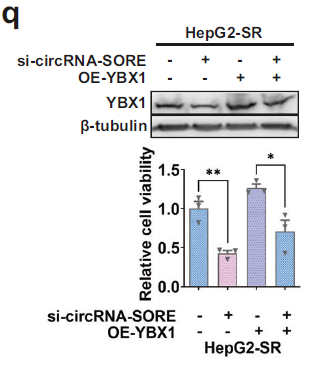 q
HepG2-SR
si-circRNA-SORE - + - +
OE-YBX1 - - + +
YBX1
β-tubulin
Relative cell viability
1.5
1.0
0.5
0.0
** *
si-circRNA-SORE - + - +
OE-YBX1 - - + +
HepG2-SR